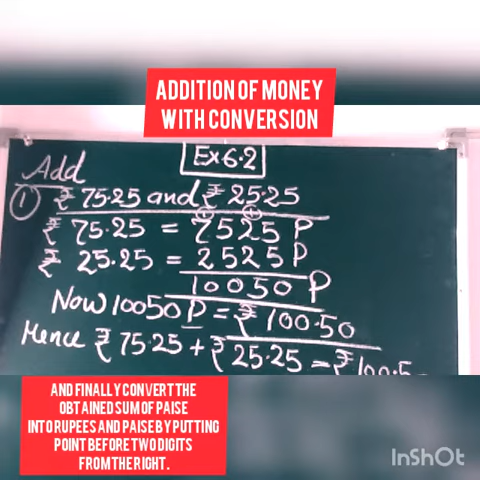 ADDITION OF MONEY
WITH CONVERSION
Ex 6.2
Add
① ₹ 75.25 and ₹ 25.25
₹ 75.25 = 7525 P
₹ 25.25 = 2525 P
10050 P
Now 10050 P = ₹ 100.50
Hence ₹ 75.25 + ₹ 25.25 = ₹ 100.5
AND FINALLY CONVERT THE
OBTAINED SUM OF PAISE
INTO RUPEES AND PAISE BY PUTTING
POINT BEFORE TWO DIGITS
FROM THE RIGHT.
InShOt